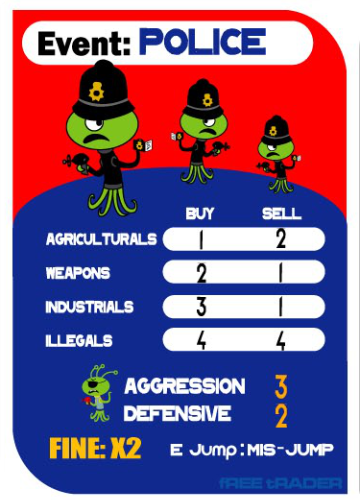 Event: POLICE
BUY SELL
AGRICULTURALS 1 2
WEAPONS 2 1
INDUSTRIALS 3 1
ILLEGALS 4 4
AGGRESSION 3
DEFENSIVE 2
FINE: X2 E Jump: MIS-JUMP
fREE tRADER